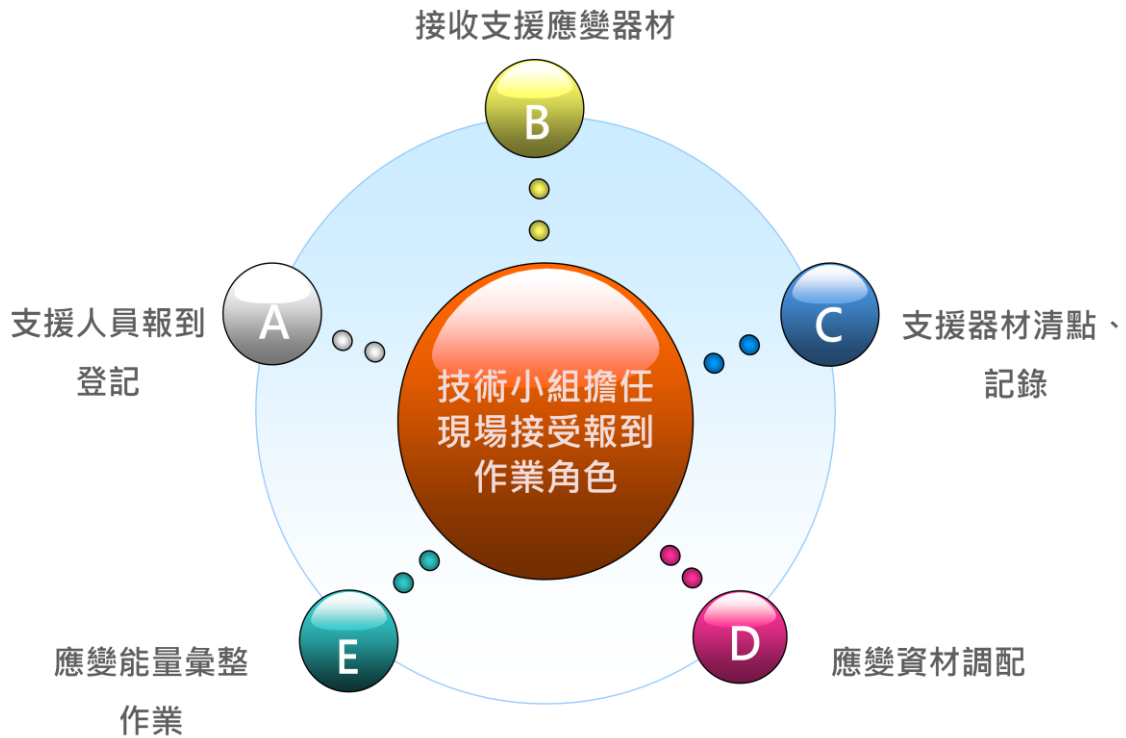 接收支援應變器材
B
支援人員報到
登記
A
C
支援器材清點、
記錄
技術小組擔任
現場接受報到
作業角色
應變能量彙整
作業
E
D
應變資材調配